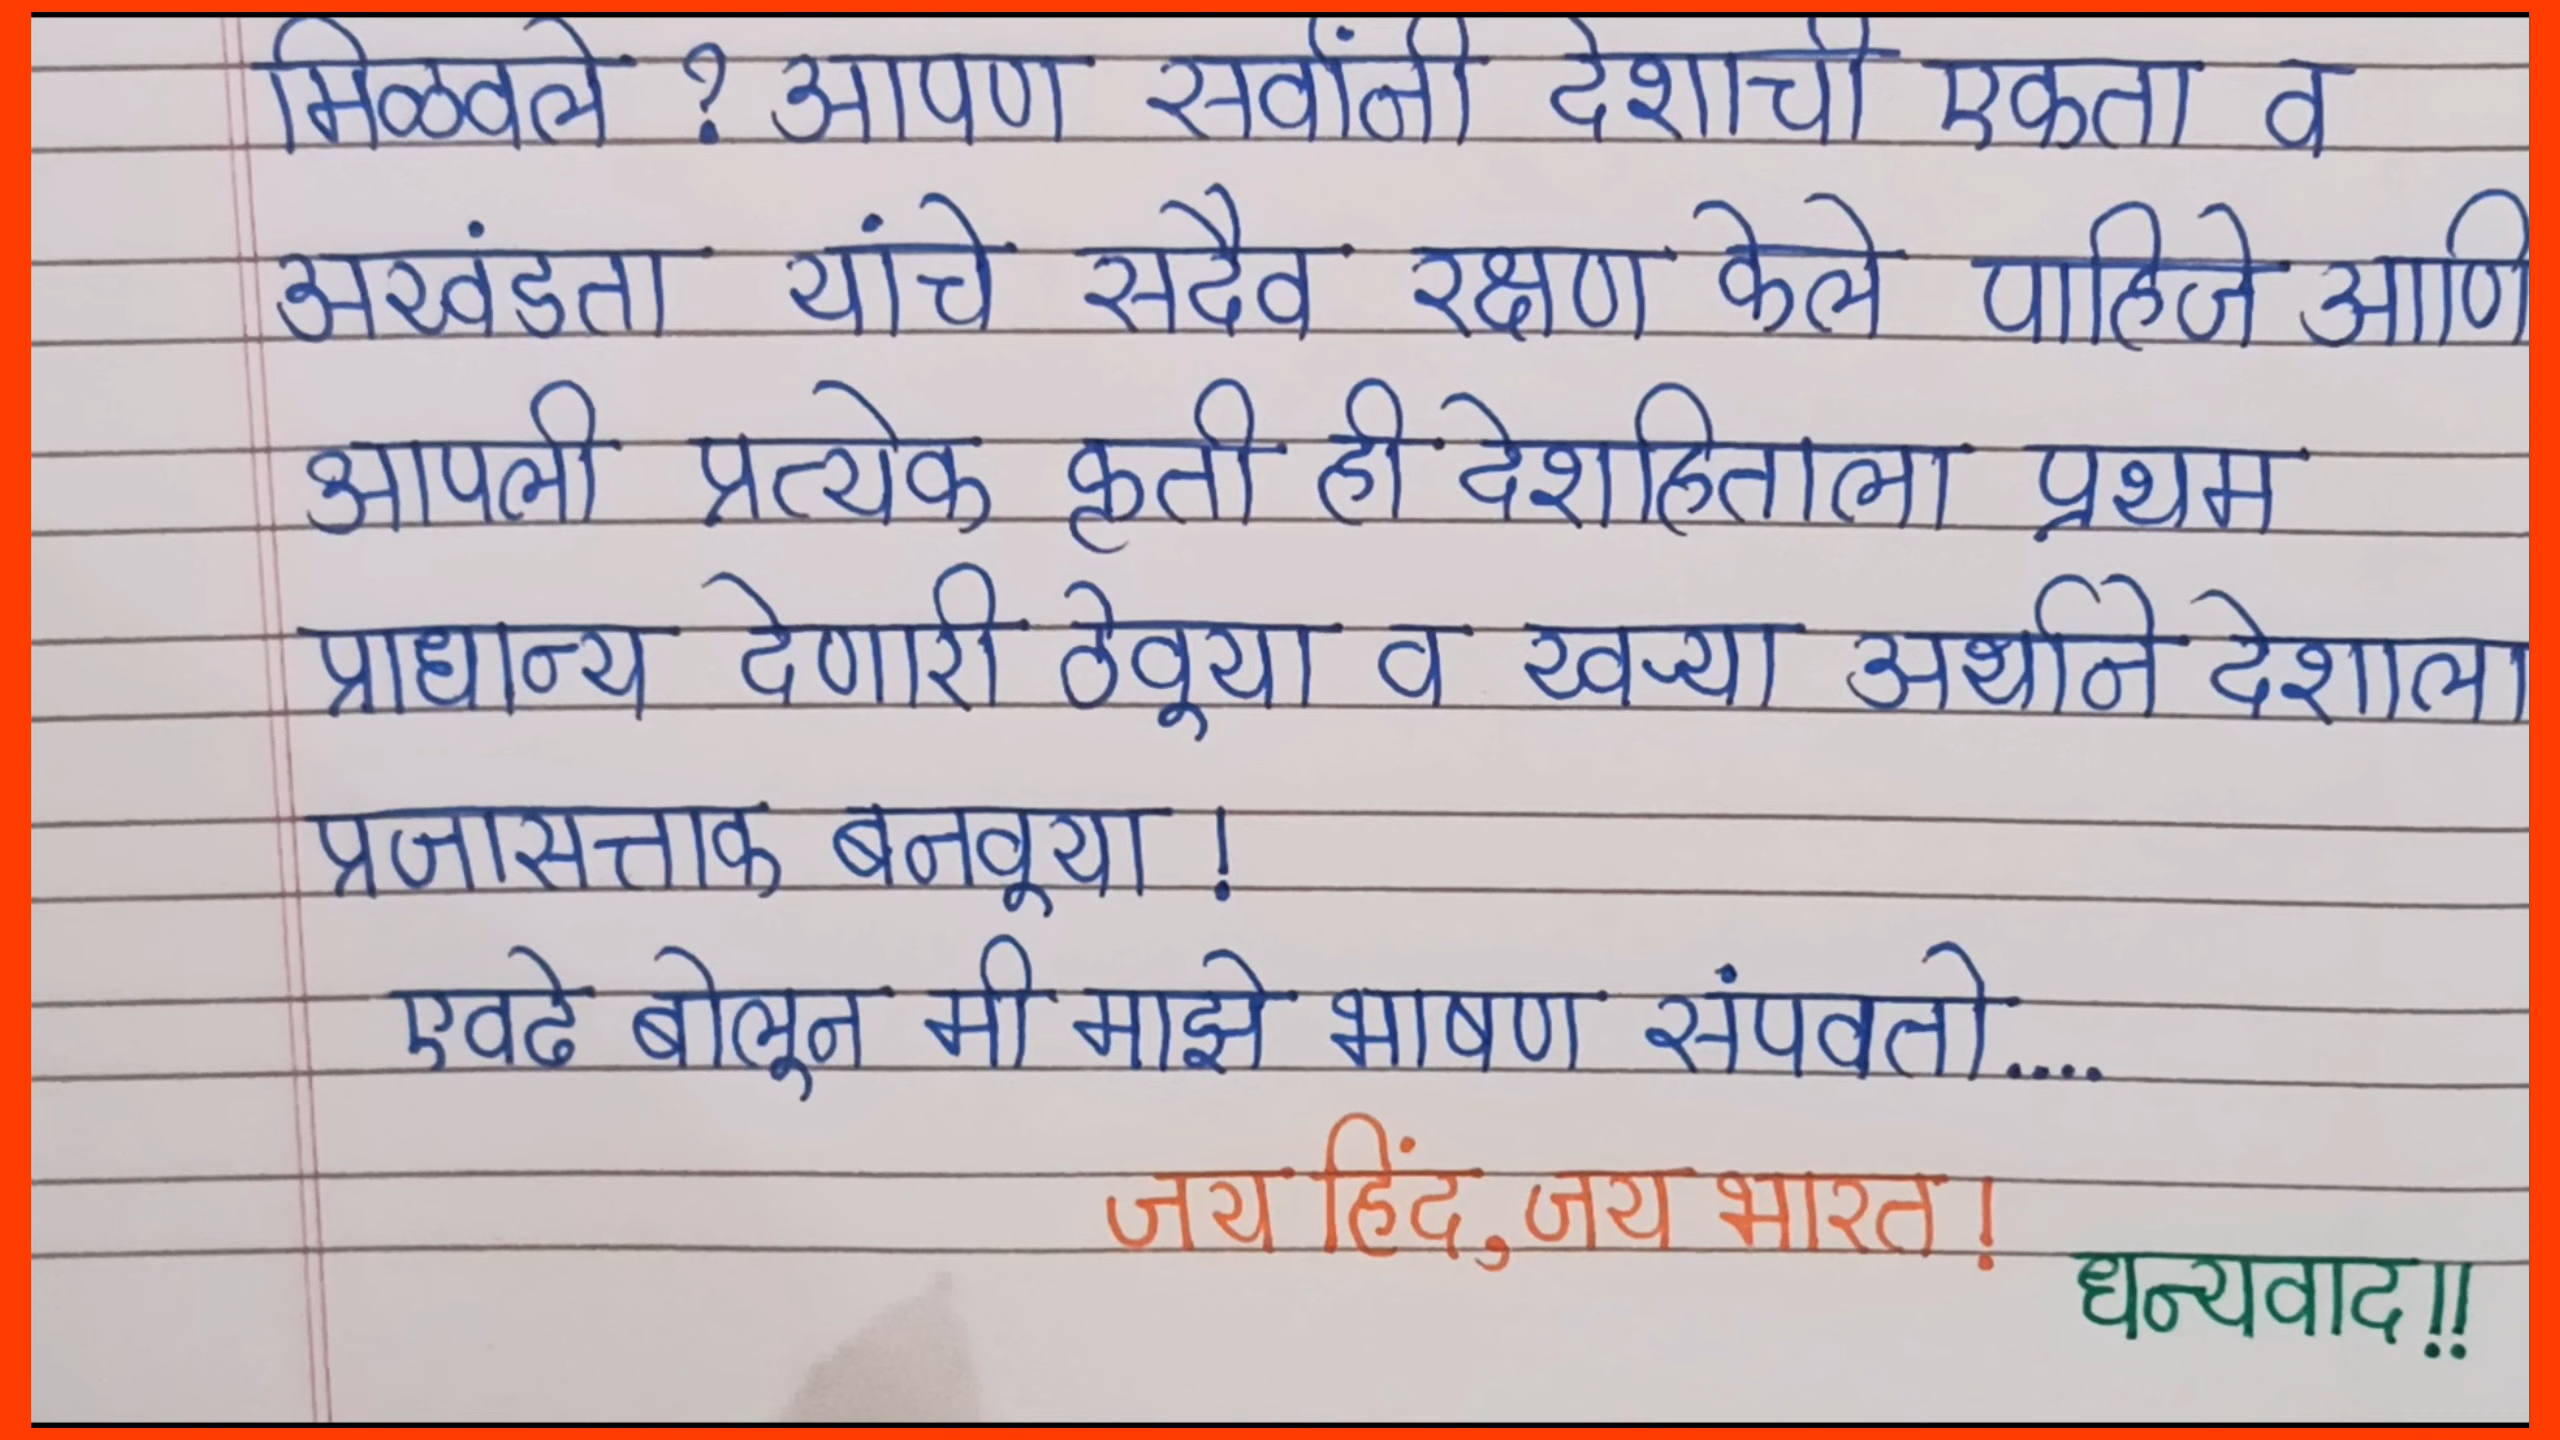 मिळवले ? आपण सर्वांनी देशाची एकता व
अखंडता यांचे सदैव रक्षण केले पाहिजे आणि
आपली प्रत्येक कृती ही देशहिताला प्रथम
प्राधान्य देणारी ठेवूया व खऱ्या अर्थाने देशाला
प्रजासत्ताक बनवूया !
एवढे बोलून मी माझे भाषण संपवतो....
जय हिंद, जय भारत !
धन्यवाद !!